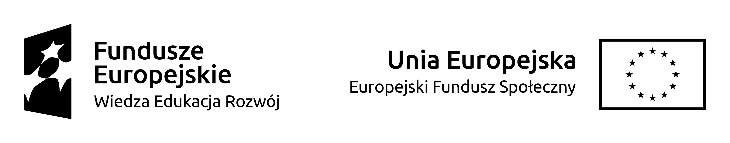 Fundusze
Europejskie
Wiedza Edukacja Rozwój
Unia Europejska
Europejski Fundusz Społeczny